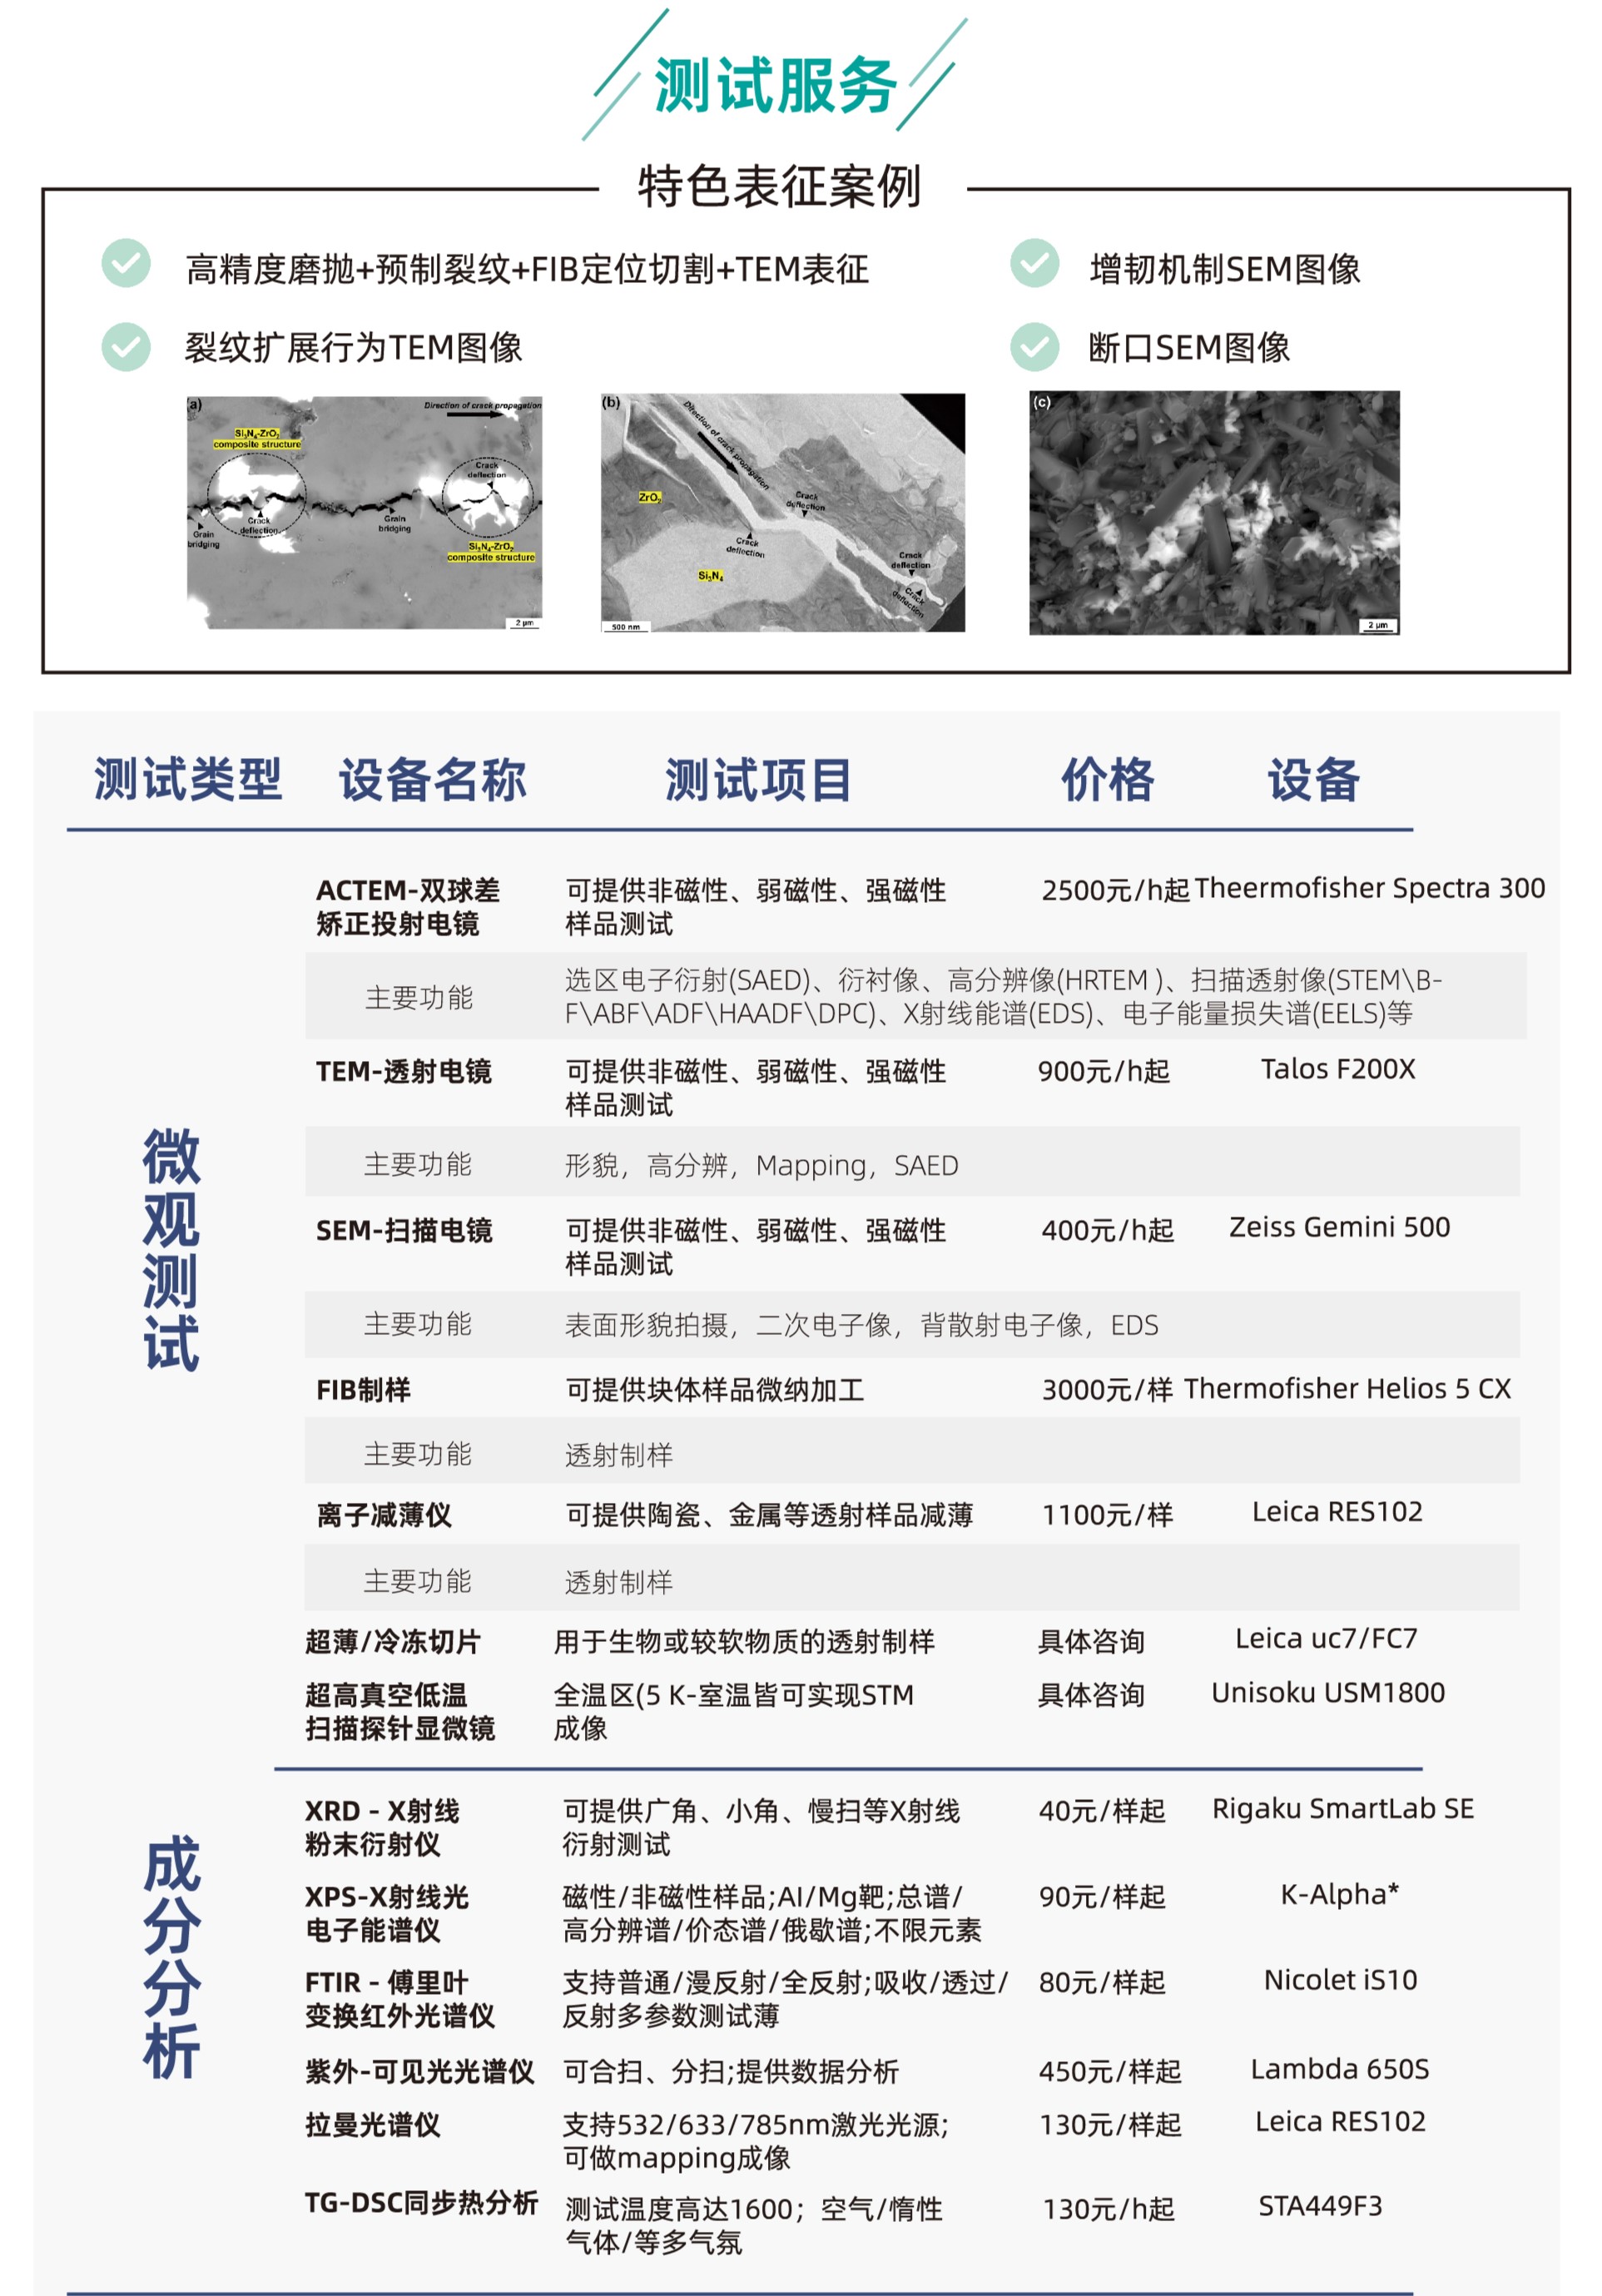 测试服务
特色表征案例
高精度磨抛+预制裂纹+FIB定位切割+TEM表征
增韧机制SEM图像
裂纹扩展行为TEM图像
断口SEM图像
(a)
Direction of crack propagation
Si₃N₄-ZrO₂
composite structure
Crack
deflection
Crack
deflection
Grain
bridging
Grain
bridging
Si₃N₄-ZrO₂
composite structure
2 μm
(b)
Direction of crack propagation
ZrO₂
Crack
deflection
Crack
deflection
Crack
deflection
Si₃N₄
Crack
deflection
500 nm
(c)
2 μm
测试类型 设备名称 测试项目 价格 设备
微观测试
ACTEM-双球差 可提供非磁性、弱磁性、强磁性 2500元/h起 Theermofisher Spectra 300
矫正投射电镜 样品测试
主要功能 选区电子衍射(SAED)、衍衬像、高分辨像(HRTEM )、扫描透射像(STEM\B-
F\ABF\ADF\HAADF\DPC)、X射线能谱(EDS)、电子能量损失谱(EELS)等
TEM-透射电镜 可提供非磁性、弱磁性、强磁性 900元/h起 Talos F200X
样品测试
主要功能 形貌，高分辨，Mapping，SAED
SEM-扫描电镜 可提供非磁性、弱磁性、强磁性 400元/h起 Zeiss Gemini 500
样品测试
主要功能 表面形貌拍摄，二次电子像，背散射电子像，EDS
FIB制样 可提供块体样品微纳加工 3000元/样 Thermofisher Helios 5 CX
主要功能 透射制样
离子减薄仪 可提供陶瓷、金属等透射样品减薄 1100元/样 Leica RES102
主要功能 透射制样
超薄/冷冻切片 用于生物或较软物质的透射制样 具体咨询 Leica uc7/FC7
超高真空低温 全温区(5 K-室温皆可实现STM 具体咨询 Unisoku USM1800
扫描探针显微镜 成像
成分分析
XRD - X射线 可提供广角、小角、慢扫等X射线 40元/样起 Rigaku SmartLab SE
粉末衍射仪 衍射测试
XPS-X射线光 磁性/非磁性样品;AI/Mg靶;总谱/ 90元/样起 K-Alpha*
电子能谱仪 高分辨谱/价态谱/俄歇谱;不限元素
FTIR - 傅里叶 支持普通/漫反射/全反射;吸收/透过/ 80元/样起 Nicolet iS10
变换红外光谱仪 反射多参数测试薄
紫外-可见光光谱仪 可合扫、分扫;提供数据分析 450元/样起 Lambda 650S
拉曼光谱仪 支持532/633/785nm激光光源; 130元/样起 Leica RES102
可做mapping成像
TG-DSC同步热分析 测试温度高达1600；空气/惰性 130元/h起 STA449F3
气体/等多气氛